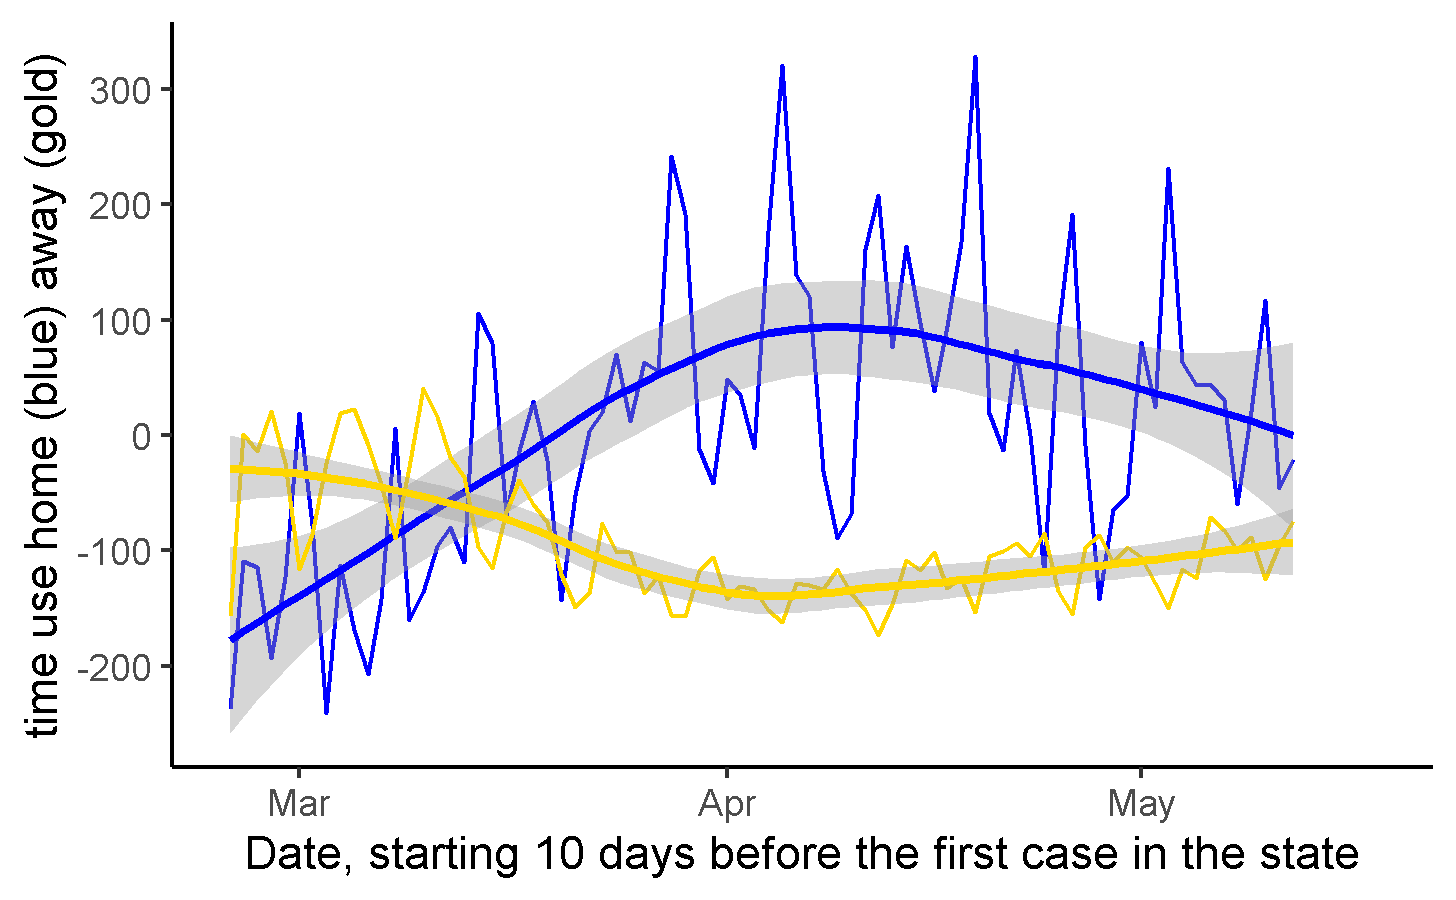 time use home (blue) away (gold)
300
200
100
0
-100
-200
Mar Apr May
Date, starting 10 days before the first case in the state